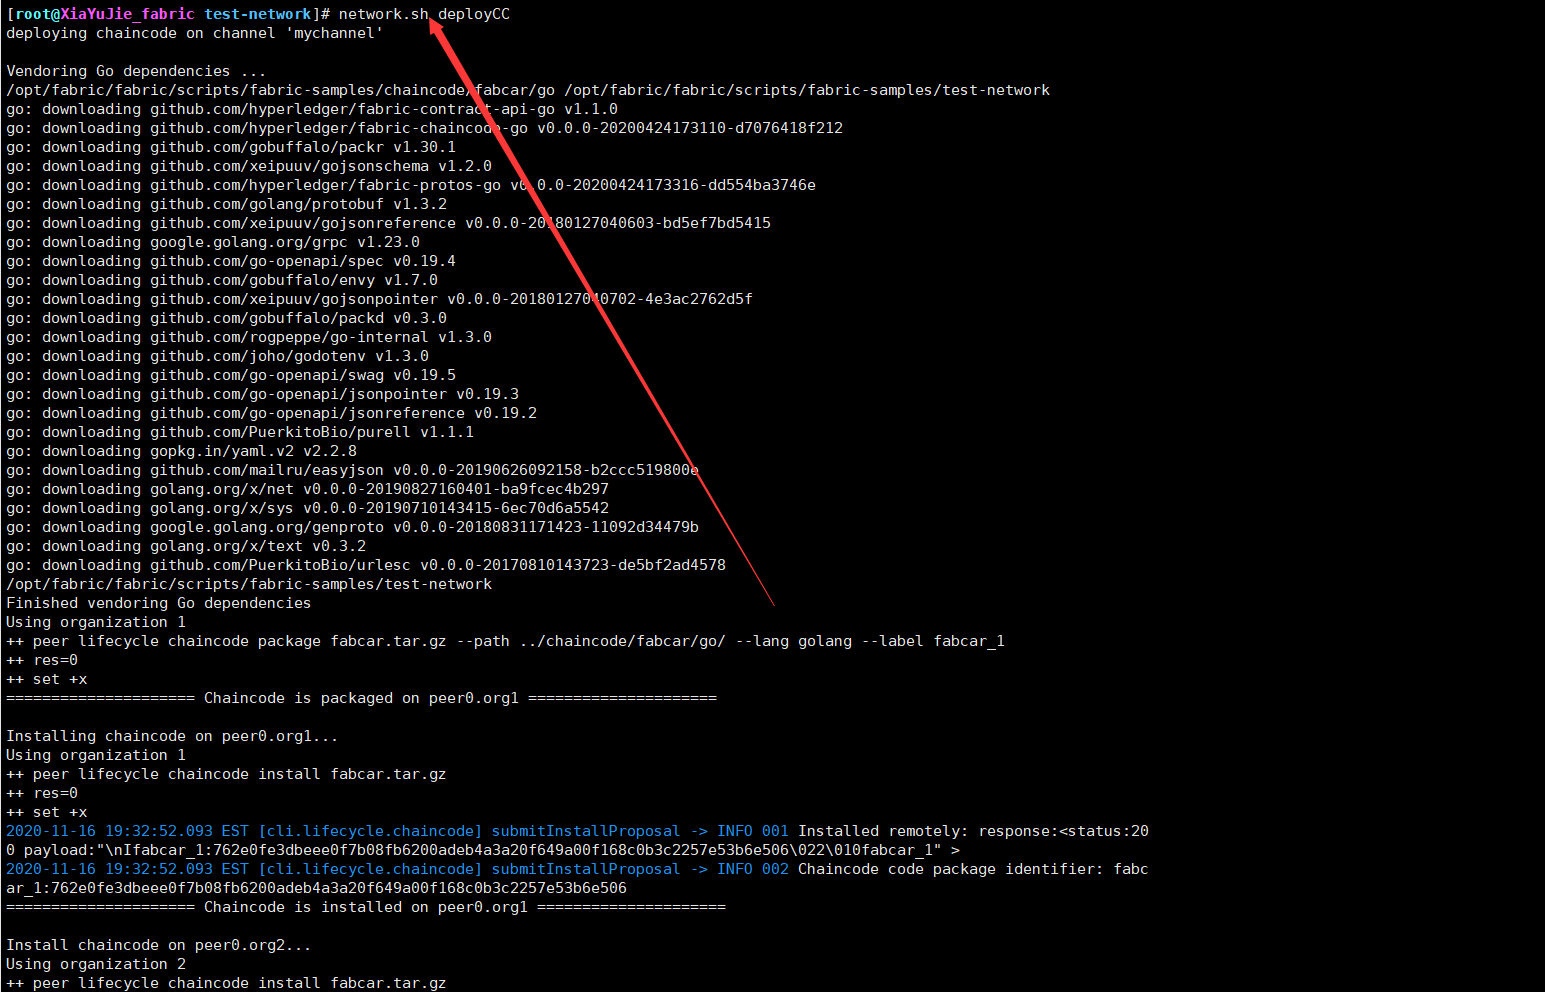 [root@XiaYuJie_fabric test-network]# network.sh deployCC
deploying chaincode on channel 'mychannel'
Vendoring Go dependencies ...
/opt/fabric/fabric/scripts/fabric-samples/chaincode/fabcar/go /opt/fabric/fabric/scripts/fabric-samples/test-network
go: downloading github.com/hyperledger/fabric-contract-api-go v1.1.0
go: downloading github.com/hyperledger/fabric-chaincode-go v0.0.0-20200424173110-d7076418f212
go: downloading github.com/gobuffalo/packr v1.30.1
go: downloading github.com/xeipuuv/gojsonschema v1.2.0
go: downloading github.com/hyperledger/fabric-protos-go v0.0.0-20200424173316-dd554ba3746e
go: downloading github.com/golang/protobuf v1.3.2
go: downloading github.com/xeipuuv/gojsonreference v0.0.0-20180127040603-bd5ef7bd5415
go: downloading google.golang.org/grpc v1.23.0
go: downloading github.com/go-openapi/spec v0.19.4
go: downloading github.com/gobuffalo/envy v1.7.0
go: downloading github.com/xeipuuv/gojsonpointer v0.0.0-20180127040702-4e3ac2762d5f
go: downloading github.com/gobuffalo/packd v0.3.0
go: downloading github.com/rogpeppe/go-internal v1.3.0
go: downloading github.com/joho/godotenv v1.3.0
go: downloading github.com/go-openapi/swag v0.19.5
go: downloading github.com/go-openapi/jsonpointer v0.19.3
go: downloading github.com/go-openapi/jsonreference v0.19.2
go: downloading github.com/PuerkitoBio/purell v1.1.1
go: downloading gopkg.in/yaml.v2 v2.2.8
go: downloading github.com/mailru/easyjson v0.0.0-20190626092158-b2ccc519800e
go: downloading golang.org/x/net v0.0.0-20190827160401-ba9fcec4b297
go: downloading golang.org/x/sys v0.0.0-20190710143415-6ec70d6a5542
go: downloading google.golang.org/genproto v0.0.0-20180831171423-11092d34479b
go: downloading golang.org/x/text v0.3.2
go: downloading github.com/PuerkitoBio/urlesc v0.0.0-20170810143723-de5bf2ad4578
/opt/fabric/fabric/scripts/fabric-samples/test-network
Finished vendoring Go dependencies
Using organization 1
++ peer lifecycle chaincode package fabcar.tar.gz --path ../chaincode/fabcar/go/ --lang golang --label fabcar_1
++ res=0
++ set +x
===================== Chaincode is packaged on peer0.org1 =====================
Installing chaincode on peer0.org1...
Using organization 1
++ peer lifecycle chaincode install fabcar.tar.gz
++ res=0
++ set +x
2020-11-16 19:32:52.093 EST [cli.lifecycle.chaincode] submitInstallProposal -> INFO 001 Installed remotely: response:<status:20
0 payload:"\nIfabcar_1:762e0fe3dbeee0f7b08fb6200adeb4a3a20f649a00f168c0b3c2257e53b6e506\022\010fabcar_1" >
2020-11-16 19:32:52.093 EST [cli.lifecycle.chaincode] submitInstallProposal -> INFO 002 Chaincode code package identifier: fabc
ar_1:762e0fe3dbeee0f7b08fb6200adeb4a3a20f649a00f168c0b3c2257e53b6e506
===================== Chaincode is installed on peer0.org1 =====================
Install chaincode on peer0.org2...
Using organization 2
++ peer lifecycle chaincode install fabcar.tar.gz